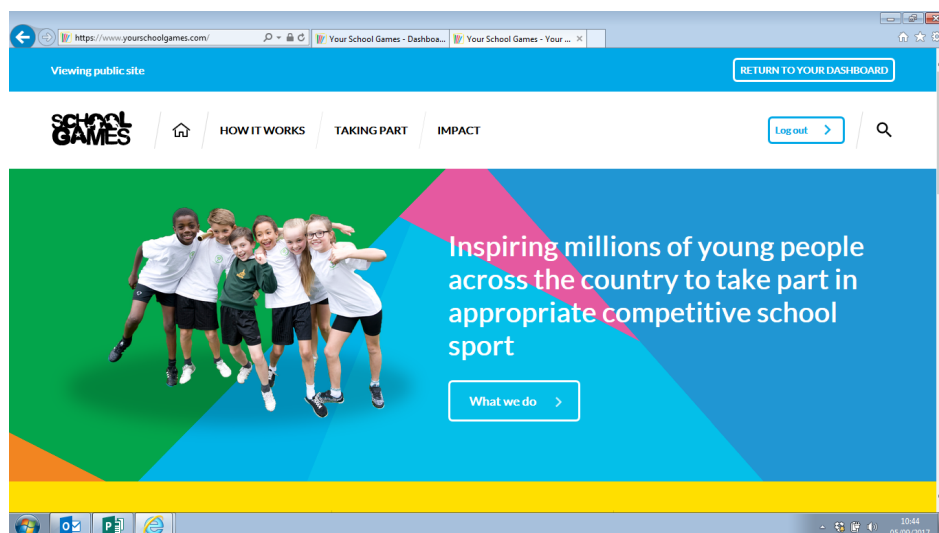 https://www.yourschoolgames.com/
Your School Games - Dashboa...
Your School Games - Your ...
Viewing public site
RETURN TO YOUR DASHBOARD
SCHOOL
GAMES
HOW IT WORKS
TAKING PART
IMPACT
Log out
Inspiring millions of young people
across the country to take part in
appropriate competitive school
sport
What we do
10:44